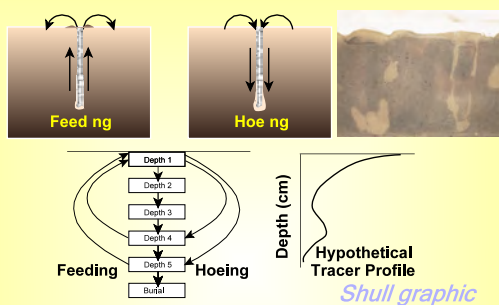 Feed ng
Hoe ng
Depth 1
Depth 2
Depth 3
Depth 4
Depth 5
Burial
Feeding
Hoeing
Depth (cm)
Hypothetical
Tracer Profile
Shull graphic